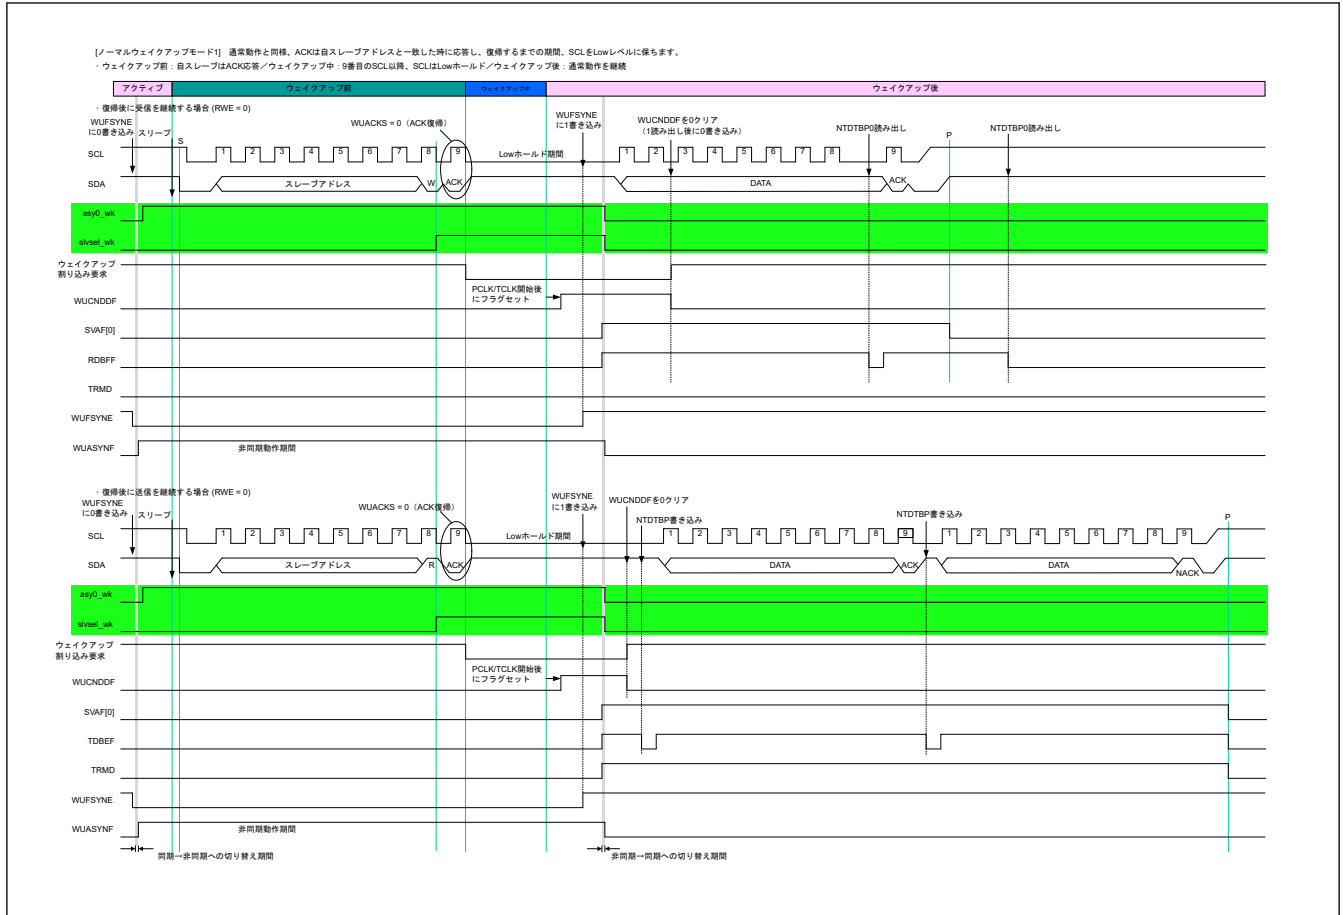 [ノーマルウェイクアップモード1] 通常動作と同様、ACKは自スレーブアドレスと一致した時に応答し、復帰するまでの期間、SCLをLowレベルに保ちます。
・ウェイクアップ前：自スレーブはACK応答／ウェイクアップ中：9番目のSCL以降、SCLはLowホールド／ウェイクアップ後：通常動作を継続
アクティブ ウェイクアップ前 ウェイクアップ中 ウェイクアップ後
・復帰後に受信を継続する場合 (RWE = 0)
WUFSYNE
に0書き込み
スリープ
WUACKS = 0（ACK復帰）
WUFSYNE
に1書き込み
WUCNDDFを0クリア
（1読み出し後に0書き込み）
NTDTBP0読み出し
NTDTBP0読み出し
S
P
SCL 1 2 3 4 5 6 7 8 9 Lowホールド期間 1 2 3 4 5 6 7 8 9
SDA スレーブアドレス W ACK DATA ACK
asy0_wk
slvsel_wk
ウェイクアップ
割り込み要求
PCLK/TCLK開始後
にフラグセット
WUCNDDF
SVAF[0]
RDBFF
TRMD
WUFSYNE
WUASYNF 非同期動作期間
・復帰後に送信を継続する場合 (RWE = 0)
WUFSYNE
に0書き込み
スリープ
WUACKS = 0（ACK復帰）
WUFSYNE
に1書き込み
WUCNDDFを0クリア
NTDTBP書き込み
NTDTBP書き込み
S
P
SCL 1 2 3 4 5 6 7 8 9 Lowホールド期間 1 2 3 4 5 6 7 8 9 1 2 3 4 5 6 7 8 9
SDA スレーブアドレス R ACK DATA ACK DATA NACK
asy0_wk
slvsel_wk
ウェイクアップ
割り込み要求
PCLK/TCLK開始後
にフラグセット
WUCNDDF
SVAF[0]
TDBEF
TRMD
WUFSYNE
WUASYNF 非同期動作期間
同期→非同期への切り替え期間
非同期→同期への切り替え期間